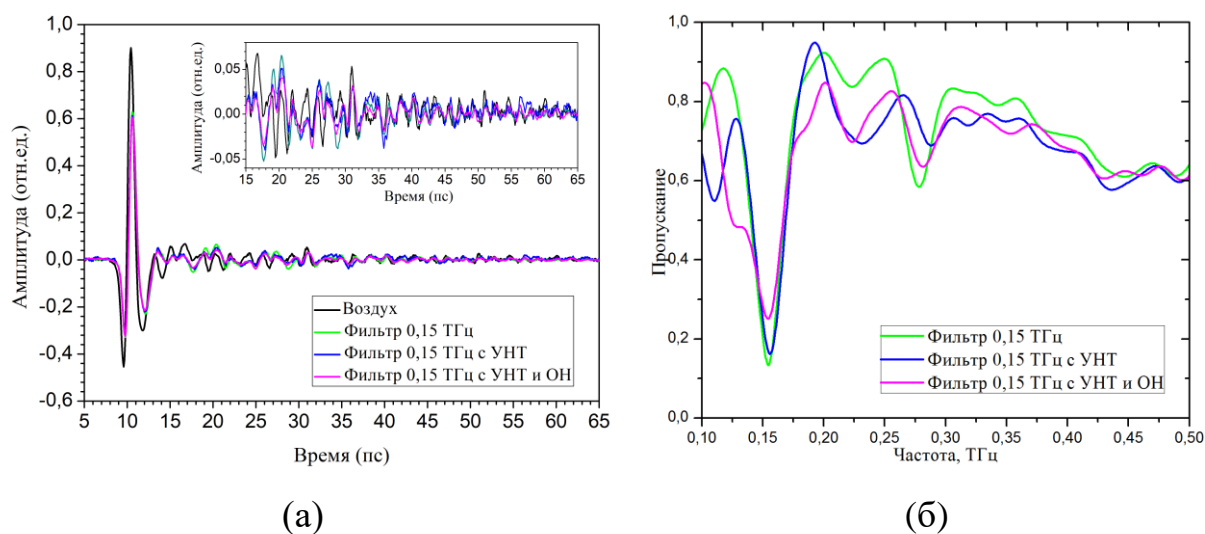 Амплитуда (отн.ед.)
1,0
0,8
0,6
0,4
0,2
0,0
-0,2
-0,4
-0,6
5 10 15 20 25 30 35 40 45 50 55 60 65
Время (пс)
Амплитуда (отн.ед.)
0,05
0,00
-0,05
15 20 25 30 35 40 45 50 55 60 65
Время (пс)
Воздух
Фильтр 0,15 ТГц
Фильтр 0,15 ТГц с УНТ
Фильтр 0,15 ТГц с УНТ и ОН
(а)
Пропускание
1,0
0,8
0,6
0,4
0,2
0,0
0,10 0,15 0,20 0,25 0,30 0,35 0,40 0,45 0,50
Частота, ТГц
Фильтр 0,15 ТГц
Фильтр 0,15 ТГц с УНТ
Фильтр 0,15 ТГц с УНТ и ОН
(б)